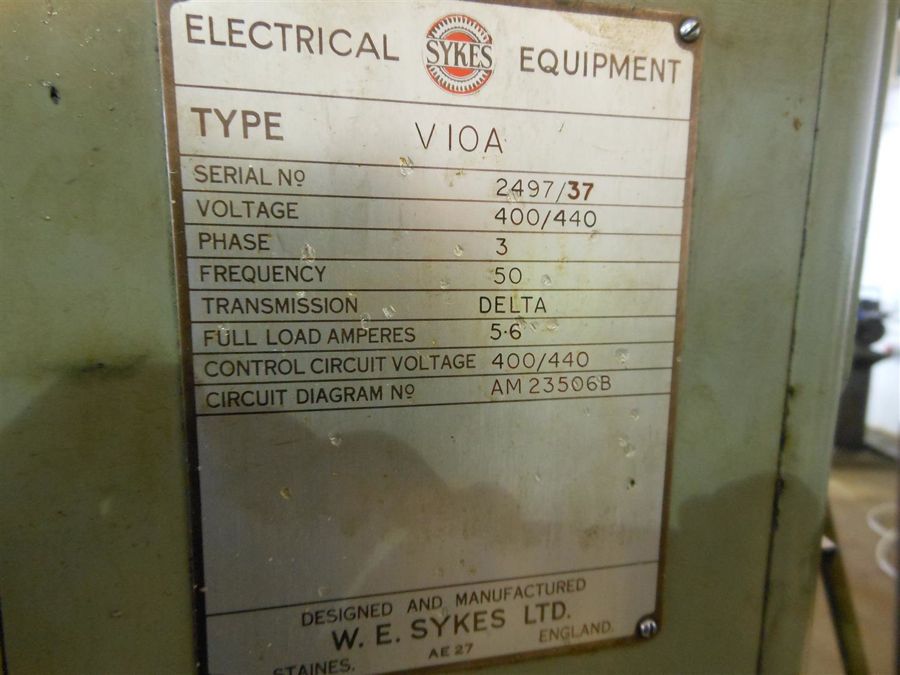 ELECTRICAL SYKES EQUIPMENT
TYPE V10A
SERIAL Nº 2497/37
VOLTAGE 400/440
PHASE 3
FREQUENCY 50
TRANSMISSION DELTA
FULL LOAD AMPERES 5·6
CONTROL CIRCUIT VOLTAGE 400/440
CIRCUIT DIAGRAM Nº AM23506B
DESIGNED AND MANUFACTURED
W. E. SYKES LTD.
STAINES. AE 27 ENGLAND.